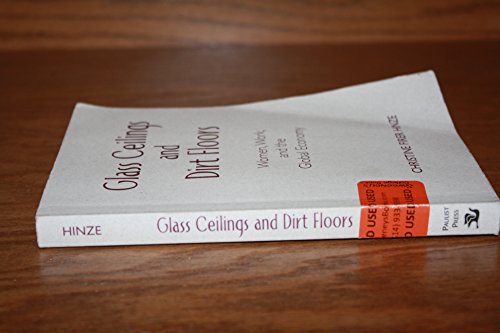 Glass Ceilings
and
Dirt Floors
Women, Work,
and the
Global Economy
CHRISTINE FIRER HINZE
HINZE
Glass Ceilings and Dirt Floors
PAULIST
PRESS
USED